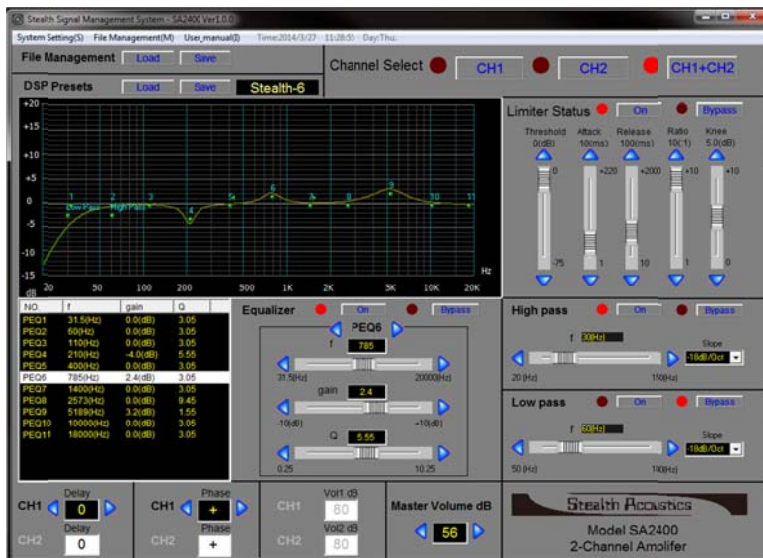 Stealth Signal Management System - SA2400 Ver1.0.0
System Setting(S) File Management(M) User_manual(I) Time:2014/3/27 11:28:51 Day:Thu.
File Management Load Save
Channel Select CH1 CH2 CH1+CH2
DSP Presets Load Save Stealth-6
+20
+15
+10
+5
0
-5
-10
-15
dB
1 2 3 4 5 6 7 8 9 10 11
Low Pass High Pass
20 50 100 200 500 1K 2K 5K 10K 20K
Hz
Limiter Status On Bypass
Threshold Attack Release Ratio Knee
0(dB) 10(ms) 100(ms) 10(:1) 5.0(dB)
0 +220 +2000 +10 +10
-75 1 10 1 0
NO. f gain Q
PEQ1 31.5(Hz) 0.0(dB) 3.05
PEQ2 60(Hz) 0.0(dB) 3.05
PEQ3 110(Hz) 0.0(dB) 3.05
PEQ4 210(Hz) -4.0(dB) 5.55
PEQ5 400(Hz) 0.0(dB) 3.05
PEQ6 785(Hz) 2.4(dB) 3.05
PEQ7 1400(Hz) 0.0(dB) 3.05
PEQ8 2573(Hz) 0.0(dB) 9.45
PEQ9 5189(Hz) 3.2(dB) 1.55
PEQ10 10000(Hz) 0.0(dB) 3.05
PEQ11 18000(Hz) 0.0(dB) 3.05
Equalizer On Bypass
PEQ6
f
785
31.5(Hz) 20000(Hz)
gain
2.4
-10(dB) +10(dB)
Q
5.55
0.25 10.25
High pass On Bypass
f 30(Hz)
Slope
-18dB/Oct
20 (Hz) 110(Hz)
Low pass On Bypass
f 60(Hz)
Slope
-18dB/Oct
50 (Hz) 140(Hz)
Delay
CH1 0
Delay
CH2 0
Phase
CH1 +
Phase
CH2 +
Vol1 dB
CH1 80
Vol2 dB
CH2 80
Master Volume dB
56
Stealth Acoustics
Model SA2400
2-Channel Amplifer